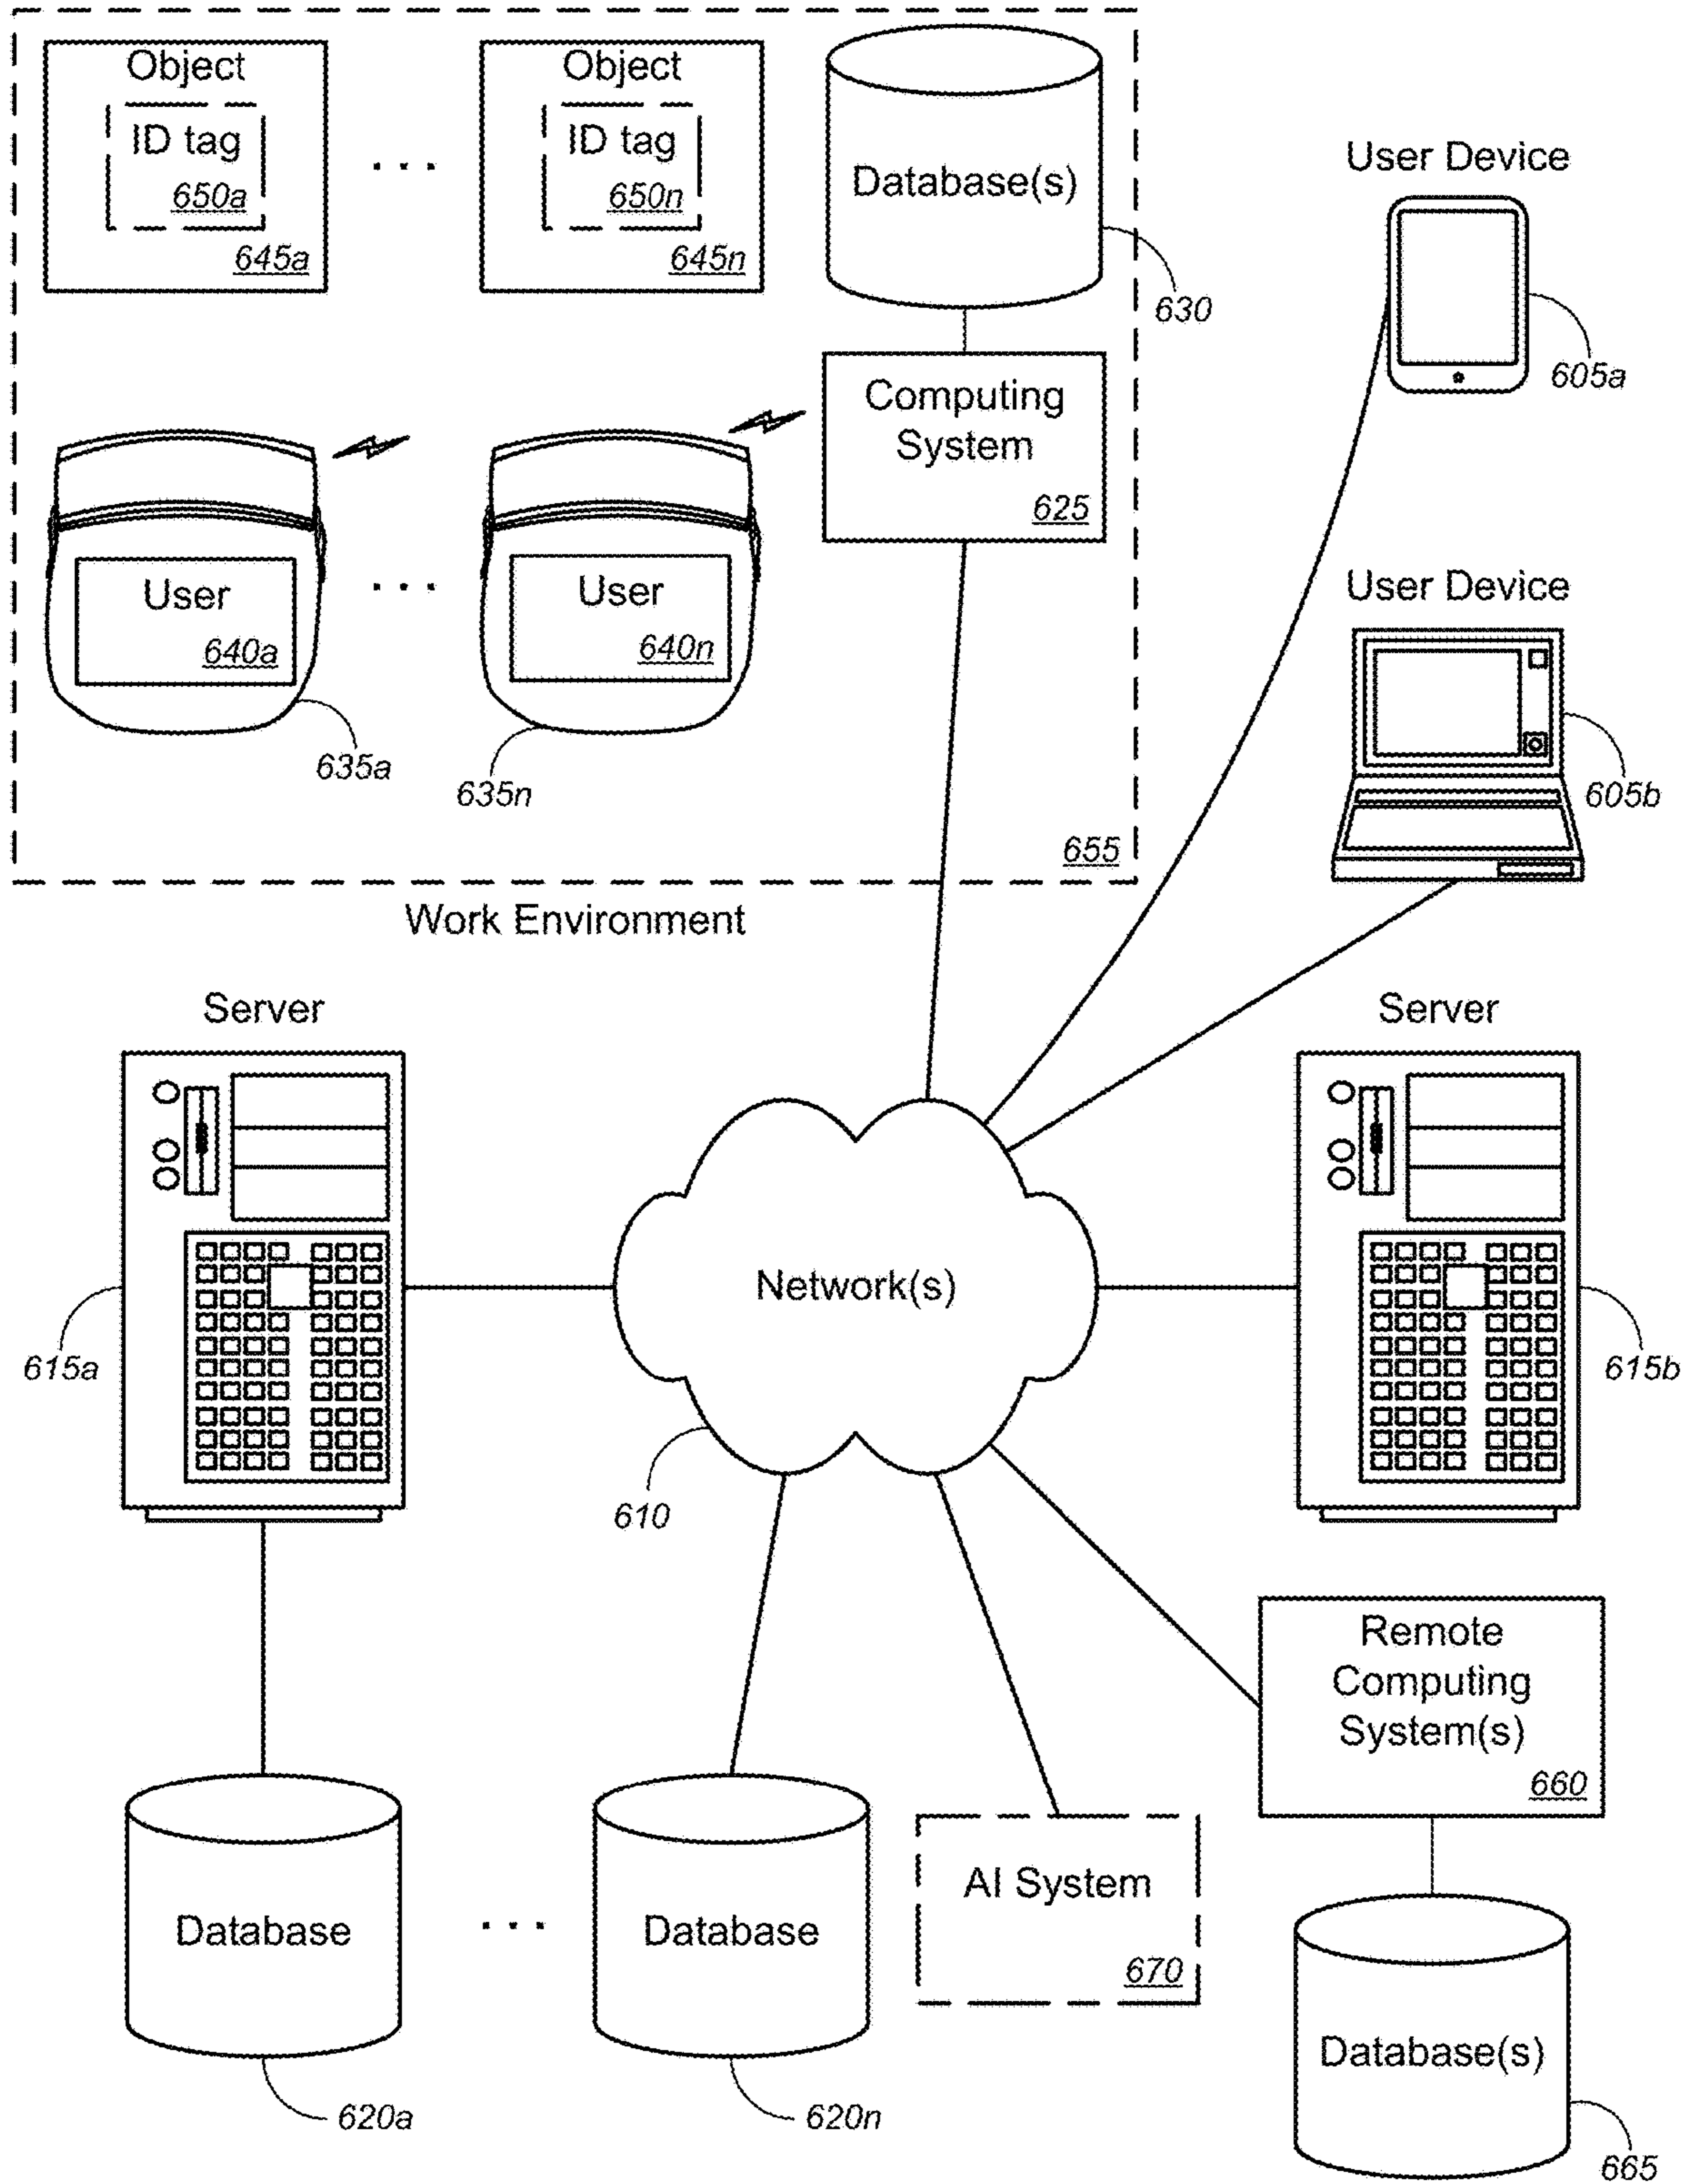 Object
ID tag
650a
645a
. . .
Object
ID tag
650n
645n
Database(s)
630
Computing
System
625
User
640a
635a
. . .
User
640n
635n
655
Work Environment
User Device
605a
User Device
605b
Server
615a
Network(s)
610
Server
615b
Database
620a
. . .
Database
620n
AI System
670
Remote
Computing
System(s)
660
Database(s)
665